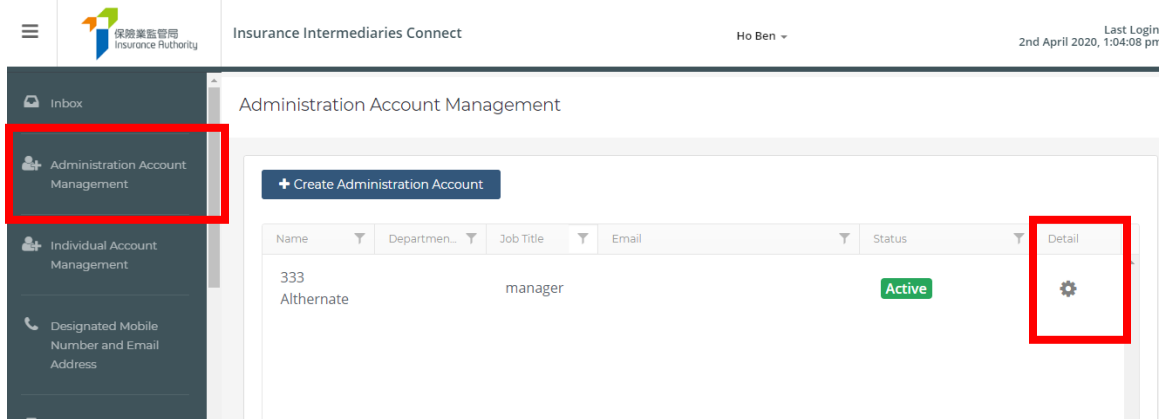 保險業監管局
Insurance Authority
Insurance Intermediaries Connect
Ho Ben
Last Login
2nd April 2020, 1:04:08 pm
Inbox
Administration Account
Management
Individual Account
Management
Designated Mobile
Number and Email
Address
Administration Account Management
+ Create Administration Account
Name Departmen... Job Title Email Status Detail
333
Althernate
manager
Active